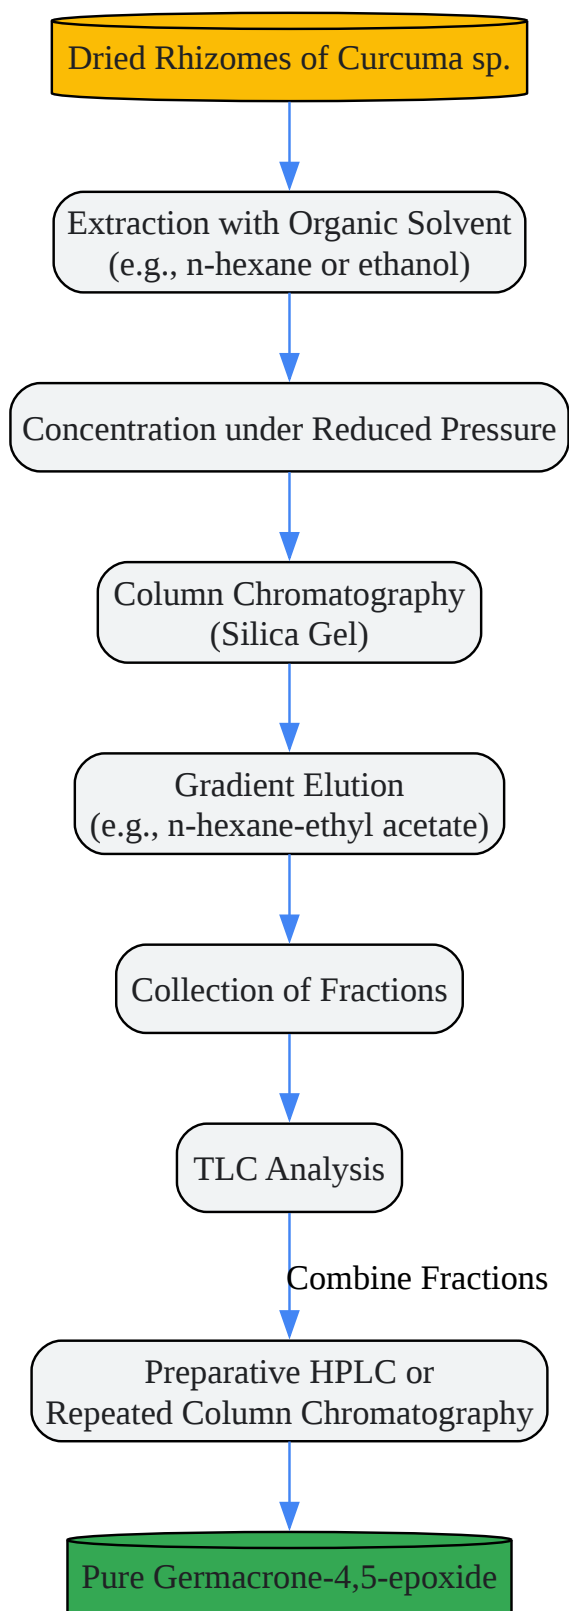 Dried Rhizomes of Curcuma sp.
Extraction with Organic Solvent
(e.g., n-hexane or ethanol)
Concentration under Reduced Pressure
Column Chromatography
(Silica Gel)
Gradient Elution
(e.g., n-hexane-ethyl acetate)
Collection of Fractions
TLC Analysis
Combine Fractions
Preparative HPLC or
Repeated Column Chromatography
Pure Germacrone-4,5-epoxide